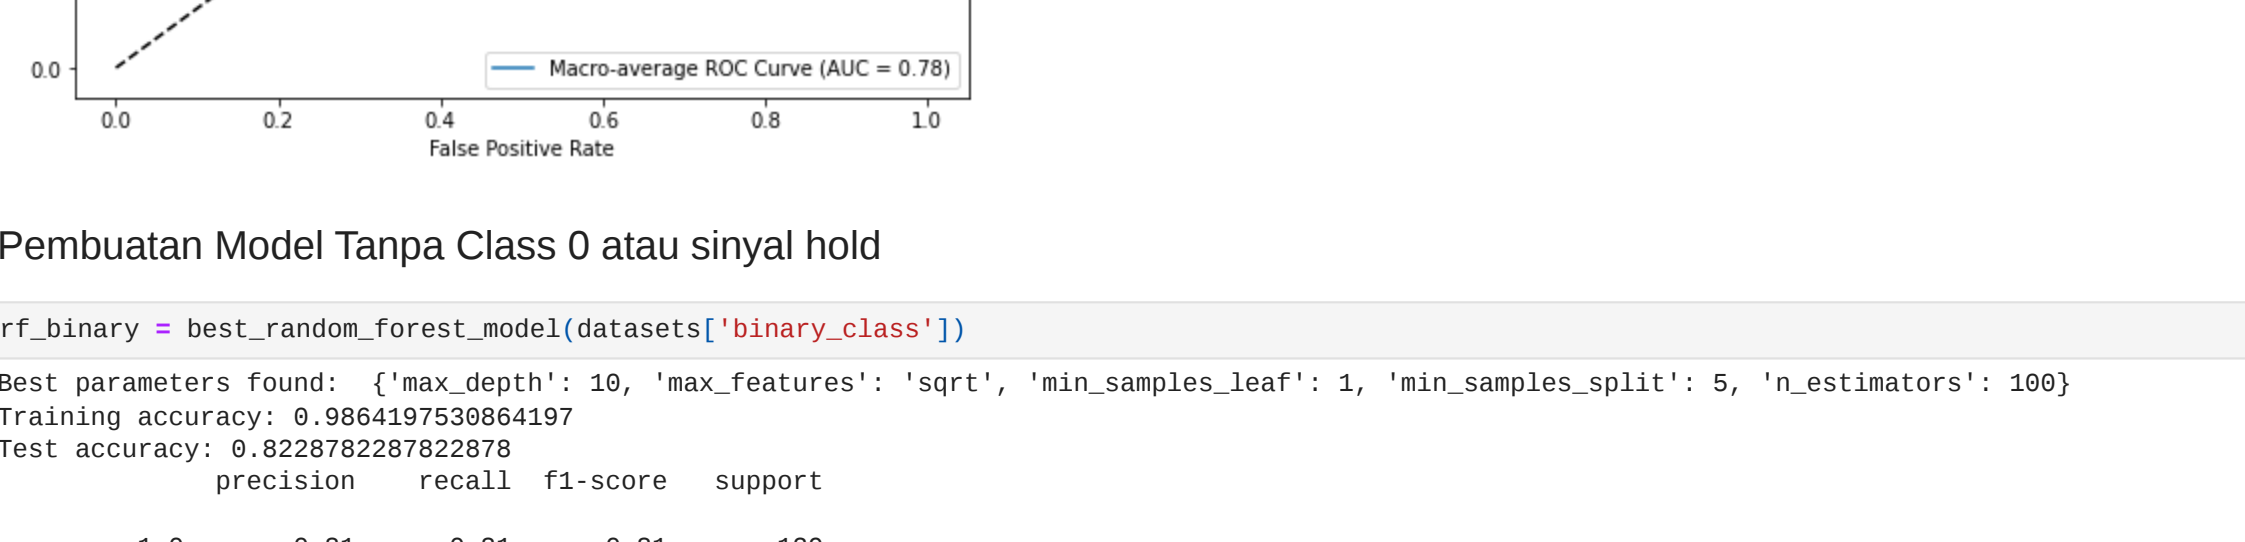 0.0
Macro-average ROC Curve (AUC = 0.78)
0.0 0.2 0.4 0.6 0.8 1.0
False Positive Rate
Pembuatan Model Tanpa Class 0 atau sinyal hold
rf_binary = best_random_forest_model(datasets['binary_class'])
Best parameters found:  {'max_depth': 10, 'max_features': 'sqrt', 'min_samples_leaf': 1, 'min_samples_split': 5, 'n_estimators': 100}
Training accuracy: 0.9864197530864197
Test accuracy: 0.8228782287822878
precision recall f1-score support